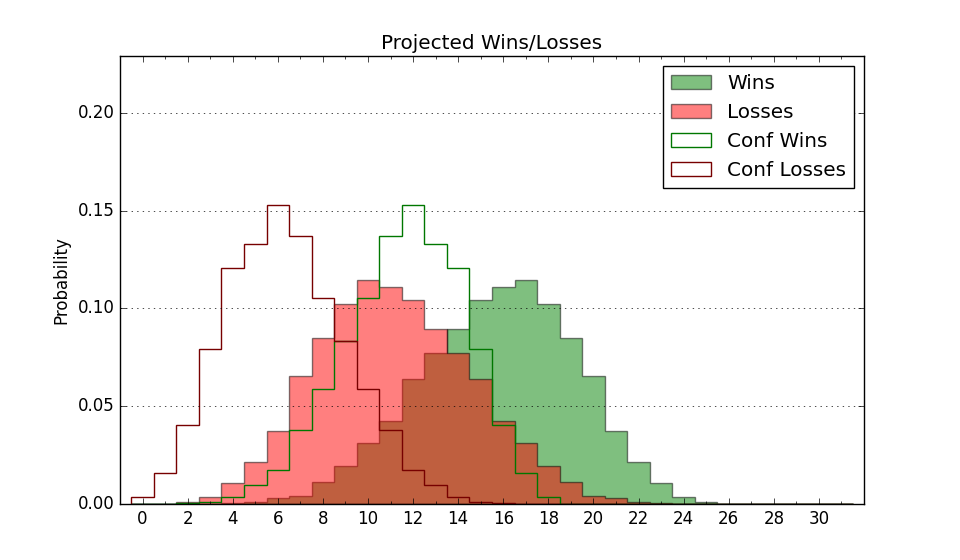 Projected Wins/Losses
Wins
Losses
Conf Wins
Conf Losses
Probability
0.20
0.15
0.10
0.05
0.00
0 2 4 6 8 10 12 14 16 18 20 22 24 26 28 30